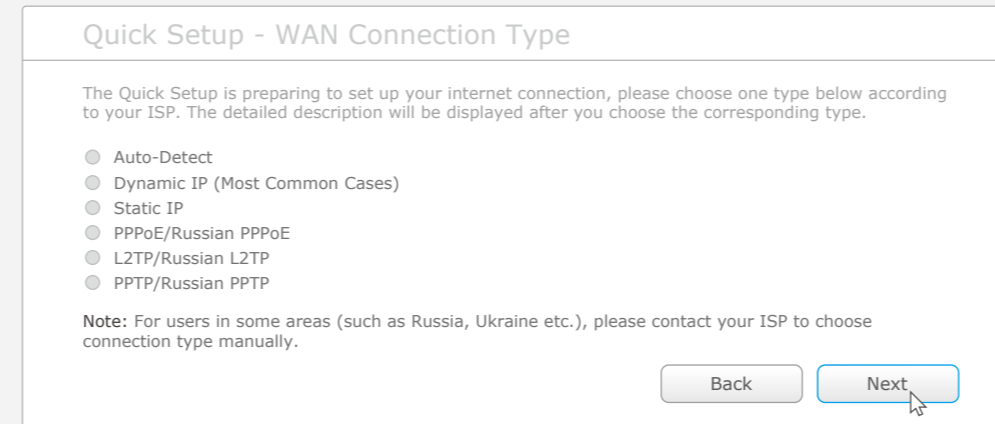 Quick Setup - WAN Connection Type
The Quick Setup is preparing to set up your internet connection, please choose one type below according
to your ISP. The detailed description will be displayed after you choose the corresponding type.
Auto-Detect
Dynamic IP (Most Common Cases)
Static IP
PPPoE/Russian PPPoE
L2TP/Russian L2TP
PPTP/Russian PPTP
Note: For users in some areas (such as Russia, Ukraine etc.), please contact your ISP to choose
connection type manually.
Back Next